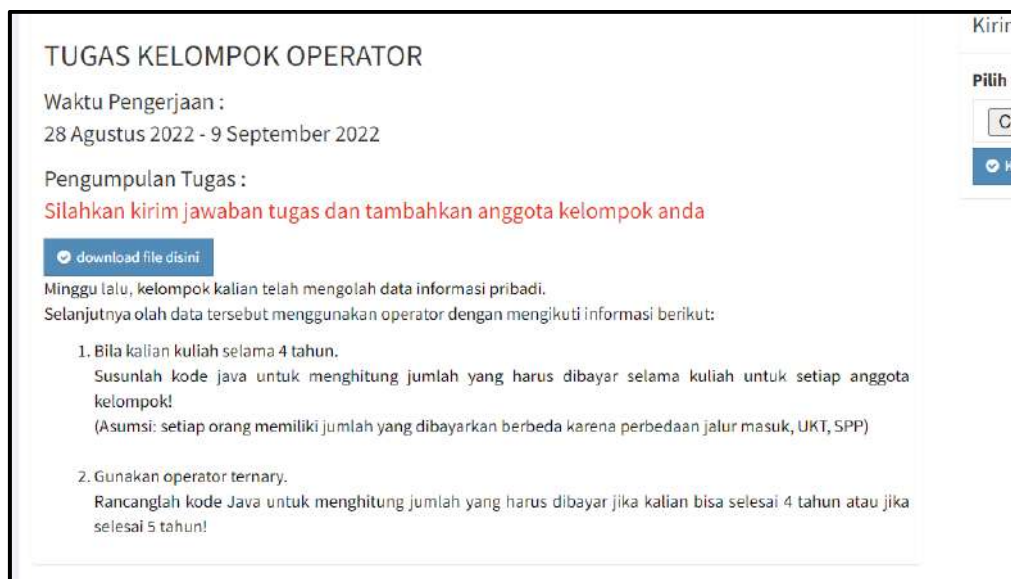 TUGAS KELOMPOK OPERATOR
Waktu Pengerjaan :
28 Agustus 2022 - 9 September 2022
Pengumpulan Tugas :
Silahkan kirim jawaban tugas dan tambahkan anggota kelompok anda
download file disini
Minggu lalu, kelompok kalian telah mengolah data informasi pribadi.
Selanjutnya olah data tersebut menggunakan operator dengan mengikuti informasi berikut:
1. Bila kalian kuliah selama 4 tahun.
Susunlah kode java untuk menghitung jumlah yang harus dibayar selama kuliah untuk setiap anggota
kelompok!
(Asumsi: setiap orang memiliki jumlah yang dibayarkan berbeda karena perbedaan jalur masuk, UKT, SPP)
2. Gunakan operator ternary.
Rancanglah kode Java untuk menghitung jumlah yang harus dibayar jika kalian bisa selesai 4 tahun atau jika
selesai 5 tahun!
Pilih